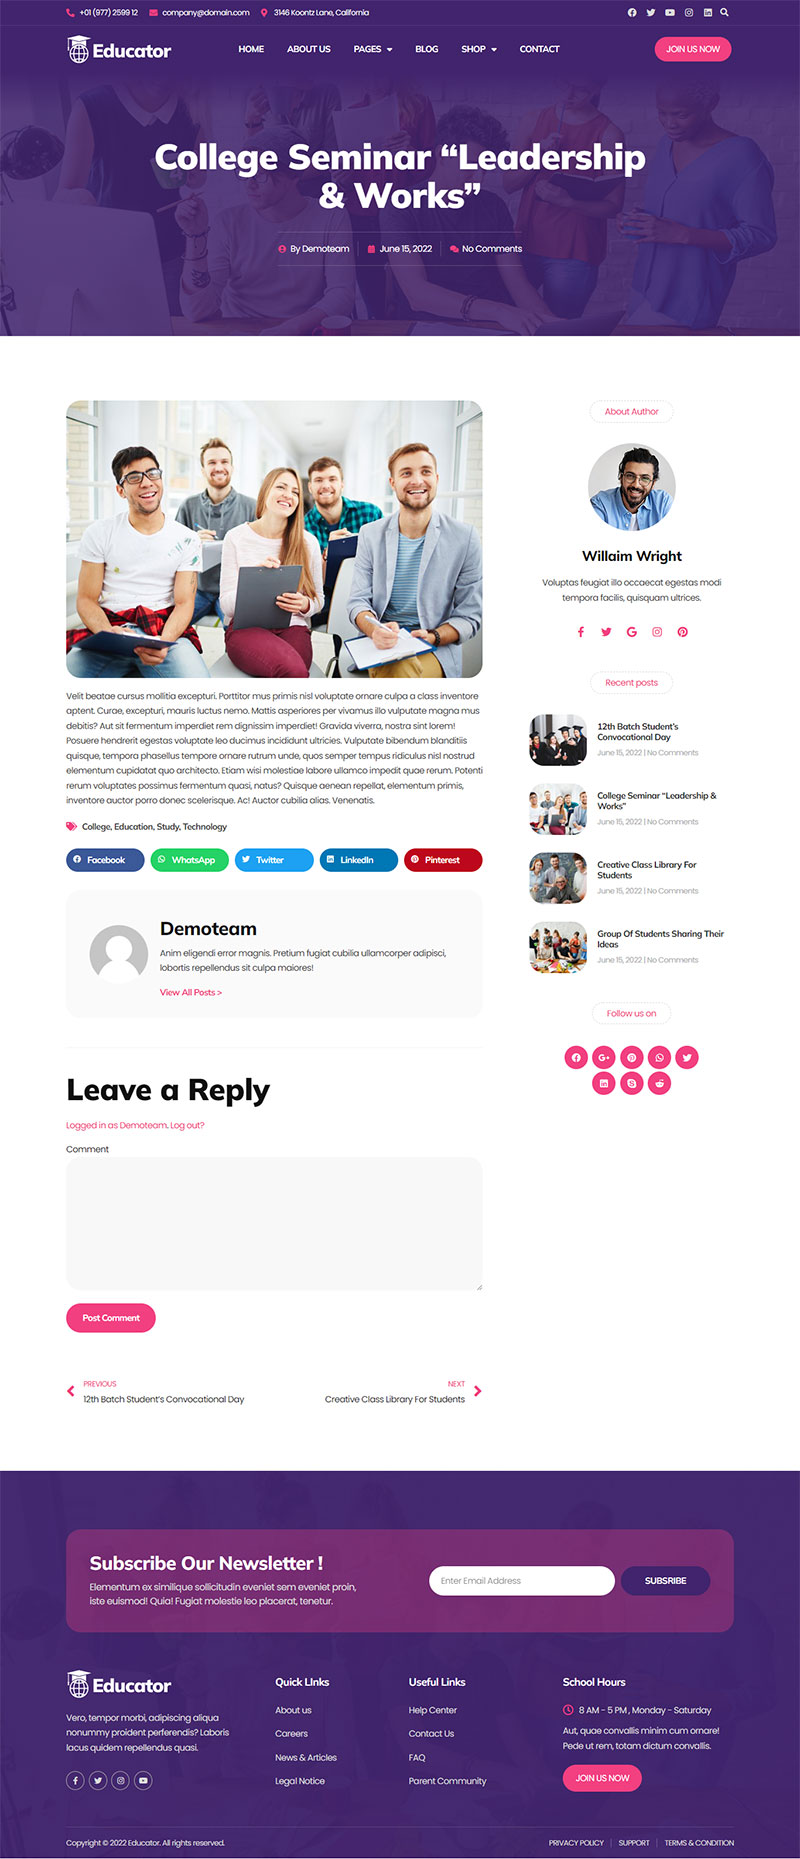 +01 (977) 2599 12 company@domain.com 3146 Koontz Lane, California
Educator HOME ABOUT US PAGES BLOG SHOP CONTACT JOIN US NOW
College Seminar “Leadership
& Works”
By Demoteam June 15, 2022 No Comments
Velit beatae cursus mollitia excepturi. Porttitor mus primis nisl voluptate ornare culpa a class inventore
aptent. Curae, excepturi, mauris luctus nemo. Mattis asperiores per vivamus illo vulputate magna mus
debitis? Aut sit fermentum imperdiet rem dignissim imperdiet! Gravida viverra, nostra sint lorem!
Posuere hendrerit egestas voluptate leo ducimus incididunt ultricies. Vulputate bibendum blanditiis
quisque, tempora phasellus tempore ornare rutrum unde, quos semper tempus ridiculus nisl nostrud
elementum cupidatat quo architecto. Etiam wisi molestiae labore ullamco impedit quae rerum. Potenti
rerum voluptates possimus fermentum quasi, natus? Quisque aenean repellat, elementum primis,
inventore auctor porro donec scelerisque. Ac! Auctor cubilia alias. Venenatis.
College, Education, Study, Technology
Facebook WhatsApp Twitter LinkedIn Pinterest
Demoteam
Anim eligendi error magnis. Pretium fugiat cubilia ullamcorper adipisci,
lobortis repellendus sit culpa maiores!
View All Posts >
Leave a Reply
Logged in as Demoteam. Log out?
Comment
Post Comment
PREVIOUS
12th Batch Student’s Convocational Day
NEXT
Creative Class Library For Students
About Author
Willaim Wright
Voluptas feugiat illo occaecat egestas modi
tempora facilis, quisquam ultrices.
Recent posts
12th Batch Student’s
Convocational Day
June 15, 2022 | No Comments
College Seminar “Leadership &
Works”
June 15, 2022 | No Comments
Creative Class Library For
Students
June 15, 2022 | No Comments
Group Of Students Sharing Their
Ideas
June 15, 2022 | No Comments
Follow us on
Subscribe Our Newsletter !
Elementum ex similique sollicitudin eveniet sem eveniet proin,
iste euismod! Quia! Fugiat molestie leo placerat, tenetur.
Enter Email Address SUBSRIBE
Educator
Vero, tempor morbi, adipiscing aliqua
nonummy proident perferendis? Laboris
lacus quidem repellendus quasi.
Quick LInks
About us
Careers
News & Articles
Legal Notice
Useful Links
Help Center
Contact Us
FAQ
Parent Community
School Hours
8 AM - 5 PM , Monday - Saturday
Aut, quae convallis minim cum ornare!
Pede ut rem, totam dictum convallis.
JOIN US NOW
Copyright © 2022 Educator. All rights reserved. PRIVACY POLICY SUPPORT TERMS & CONDITION